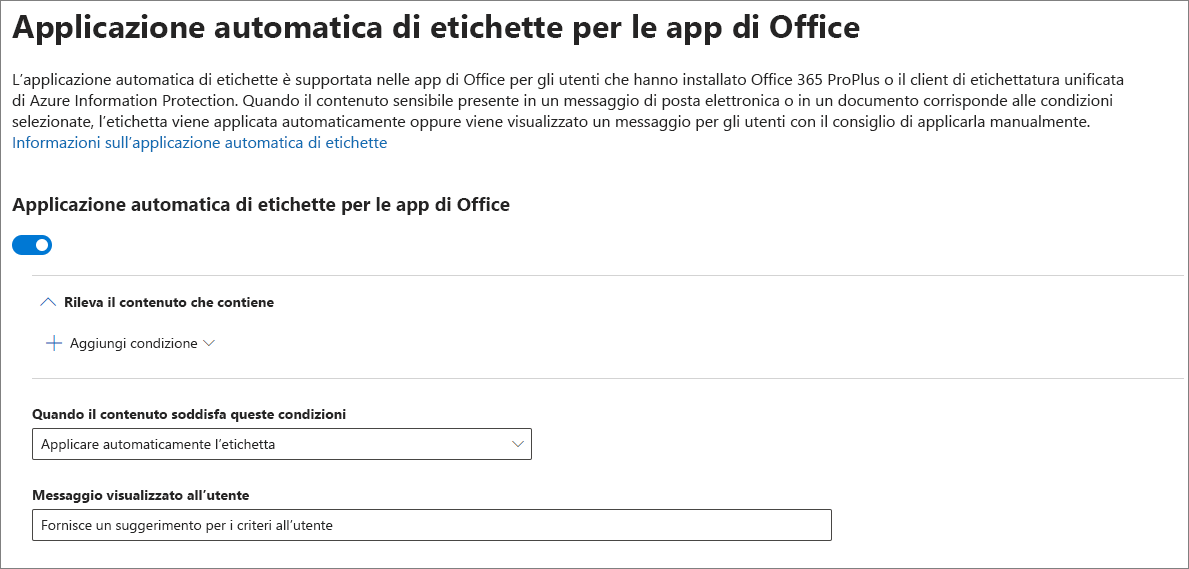 Applicazione automatica di etichette per le app di Office
L’applicazione automatica di etichette è supportata nelle app di Office per gli utenti che hanno installato Office 365 ProPlus o il client di etichettatura unificata
di Azure Information Protection. Quando il contenuto sensibile presente in un messaggio di posta elettronica o in un documento corrisponde alle condizioni
selezionate, l’etichetta viene applicata automaticamente oppure viene visualizzato un messaggio per gli utenti con il consiglio di applicarla manualmente.
Informazioni sull’applicazione automatica di etichette
Applicazione automatica di etichette per le app di Office
Rileva il contenuto che contiene
Aggiungi condizione
Quando il contenuto soddisfa queste condizioni
Applicare automaticamente l’etichetta
Messaggio visualizzato all’utente
Fornisce un suggerimento per i criteri all’utente